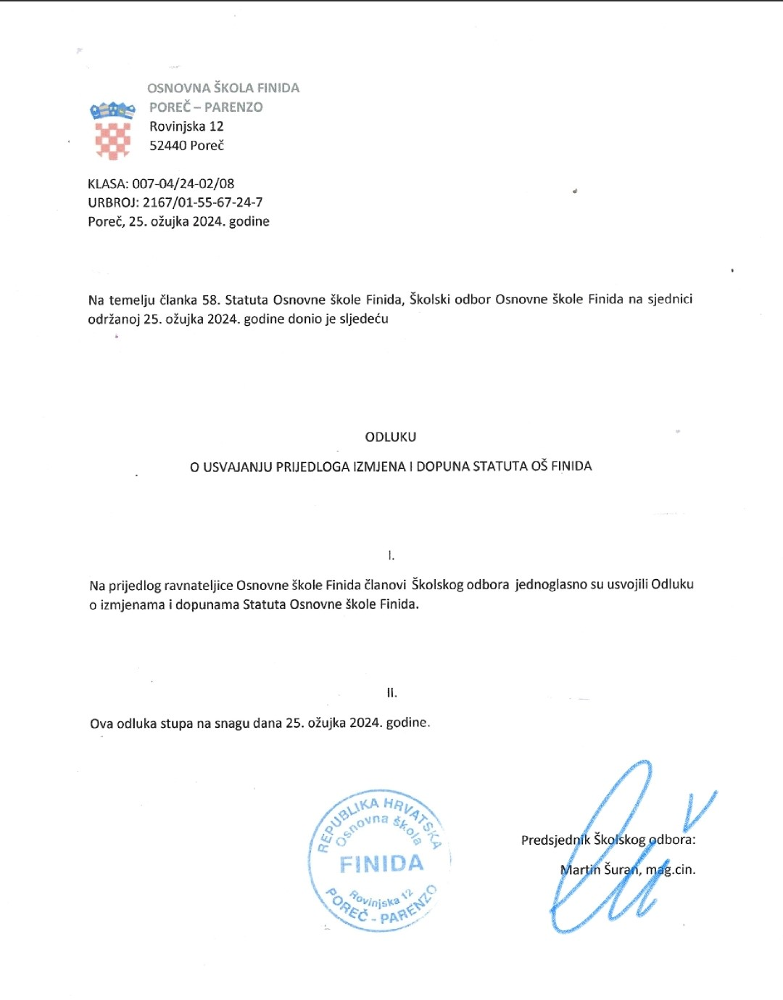 OSNOVNA ŠKOLA FINIDA
POREČ – PARENZO
Rovinjska 12
52440 Poreč
KLASA: 007-04/24-02/08
URBROJ: 2167/01-55-67-24-7
Poreč, 25. ožujka 2024. godine
Na temelju članka 58. Statuta Osnovne škole Finida, Školski odbor Osnovne škole Finida na sjednici
održanoj 25. ožujka 2024. godine donio je sljedeću
ODLUKU
O USVAJANJU PRIJEDLOGA IZMJENA I DOPUNA STATUTA OŠ FINIDA
I.
Na prijedlog ravnateljice Osnovne škole Finida članovi Školskog odbora jednoglasno su usvojili Odluku
o izmjenama i dopunama Statuta Osnovne škole Finida.
II.
Ova odluka stupa na snagu dana 25. ožujka 2024. godine.
REPUBLIKA HRVATSKA
Osnovna škola
FINIDA
Rovinjska 12
POREČ - PARENZO
Predsjednik Školskog odbora:
Martin Šuran, mag.cin.